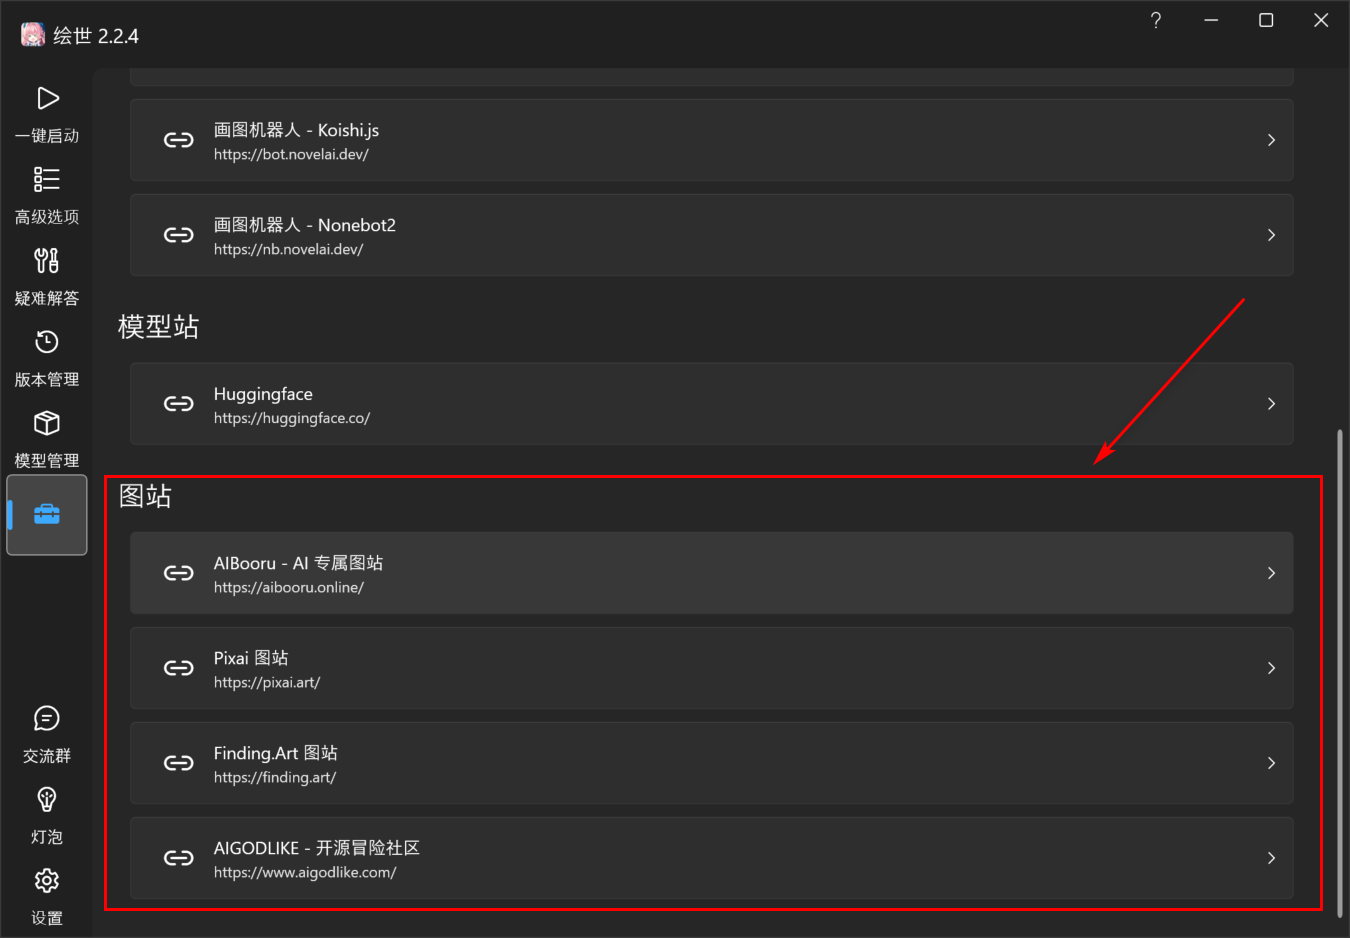 绘世 2.2.4
?
一键启动
高级选项
疑难解答
版本管理
模型管理
交流群
灯泡
设置
画图机器人 - Koishi.js
https://bot.novelai.dev/
画图机器人 - Nonebot2
https://nb.novelai.dev/
模型站
Huggingface
https://huggingface.co/
图站
AIBooru - AI 专属图站
https://aibooru.online/
Pixai 图站
https://pixai.art/
Finding.Art 图站
https://finding.art/
AIGODLIKE - 开源冒险社区
https://www.aigodlike.com/